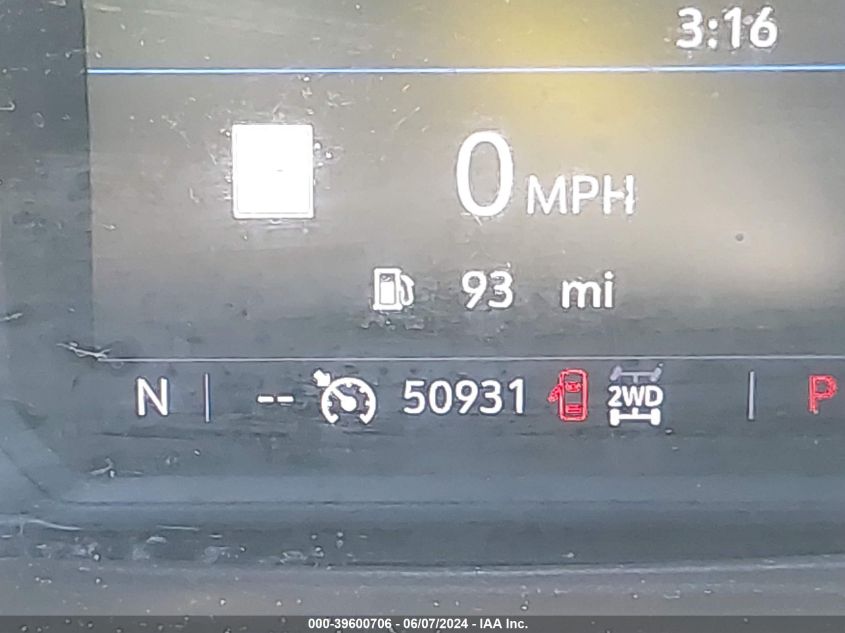 3:16
0 MPH
93 mi
N -- 50931 2WD P
000-39600706 - 06/07/2024 - IAA Inc.